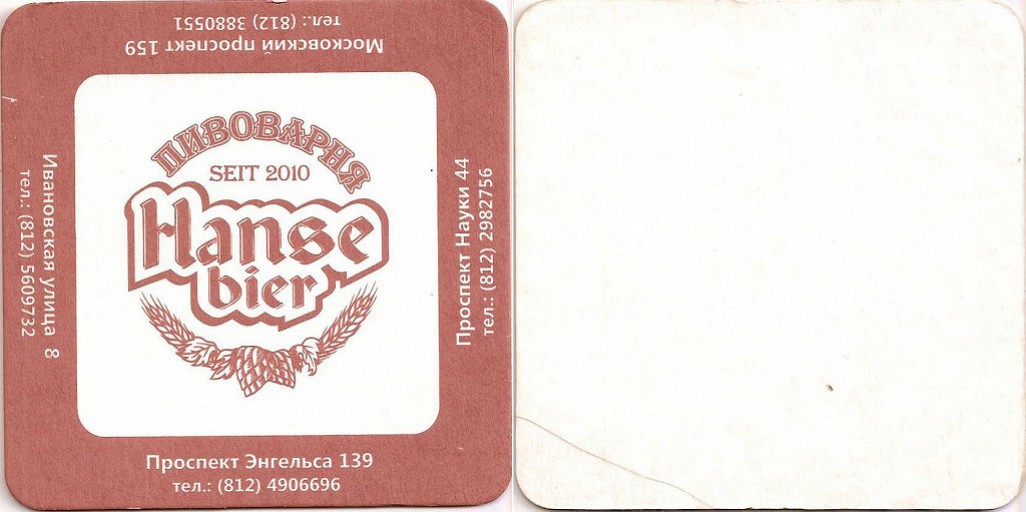 Московский проспект 159
тел.: (812) 3880551
ПИВОВАРНЯ
SEIT 2010
Hanse
bier
Ивановская улица 8
тел.: (812) 5609732
Проспект Науки 44
тел.: (812) 2982756
Проспект Энгельса 139
тел.: (812) 4906696